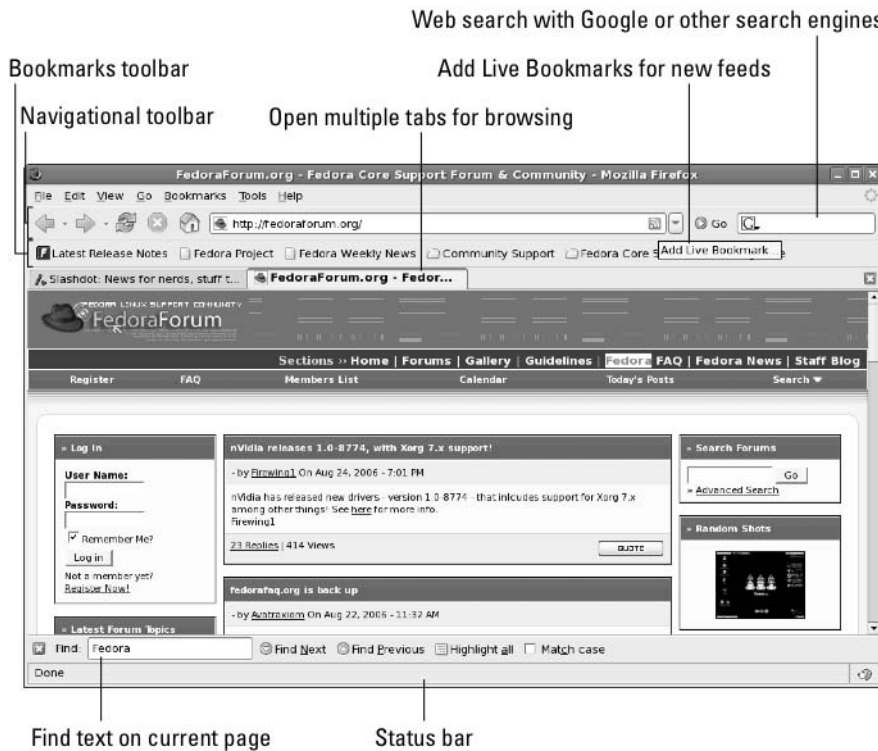 Web search with Google or other search engines
Bookmarks toolbar
Add Live Bookmarks for new feeds
Navigational toolbar
Open multiple tabs for browsing
FedoraForum.org - Fedora Core Support Forum & Community - Mozilla Firefox
File Edit View Go Bookmarks Tools Help
http://fedoraforum.org/
Go
G
Latest Release Notes Fedora Project Fedora Weekly News Community Support Fedora Core
Add Live Bookmark...
Slashdot: News for nerds, stuff t...
FedoraForum.org - Fedor...
FEDORA LINUX SUPPORT COMMUNITY
FedoraForum
Sections » Home | Forums | Gallery | Guidelines | Fedora FAQ | Fedora News | Staff Blog
Register FAQ Members List Calendar Today's Posts Search
» Log in
User Name:
Password:
Remember Me?
Log in
Not a member yet?
Register Now!
» Latest Forum Topics
nVidia releases 1.0-8774, with Xorg 7.x support!
- by Firewing1 On Aug 24, 2006 - 7:01 PM
nVidia has released new drivers - version 1.0-8774 - that inlcudes support for Xorg 7.x
among other things! See here for more info.
Firewing1
23 Replies | 414 Views
QUOTE
fedorafaq.org is back up
- by Avatraxiom On Aug 22, 2006 - 11:32 AM
» Search Forums
Go
» Advanced Search
» Random Shots
Find: Fedora Find Next Find Previous Highlight all Match case
Done
Find text on current page
Status bar